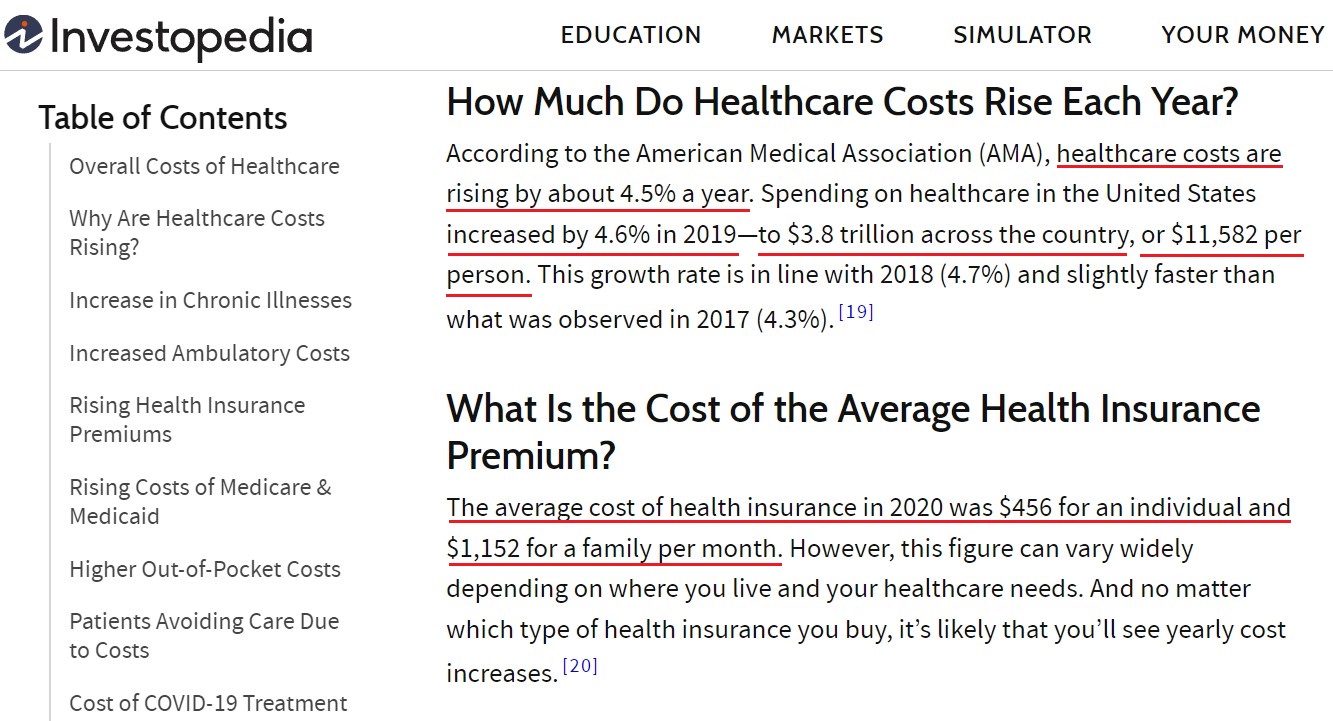 Investopedia
EDUCATION
MARKETS
SIMULATOR
YOUR MONEY
Table of Contents
Overall Costs of Healthcare
Why Are Healthcare Costs
Rising?
Increase in Chronic Illnesses
Increased Ambulatory Costs
Rising Health Insurance
Premiums
Rising Costs of Medicare &
Medicaid
Higher Out-of-Pocket Costs
Patients Avoiding Care Due
to Costs
Cost of COVID-19 Treatment
How Much Do Healthcare Costs Rise Each Year?
According to the American Medical Association (AMA), healthcare costs are
rising by about 4.5% a year. Spending on healthcare in the United States
increased by 4.6% in 2019—to $3.8 trillion across the country, or $11,582 per
person. This growth rate is in line with 2018 (4.7%) and slightly faster than
what was observed in 2017 (4.3%). [19]
What Is the Cost of the Average Health Insurance
Premium?
The average cost of health insurance in 2020 was $456 for an individual and
$1,152 for a family per month. However, this figure can vary widely
depending on where you live and your healthcare needs. And no matter
which type of health insurance you buy, it’s likely that you’ll see yearly cost
increases. [20]